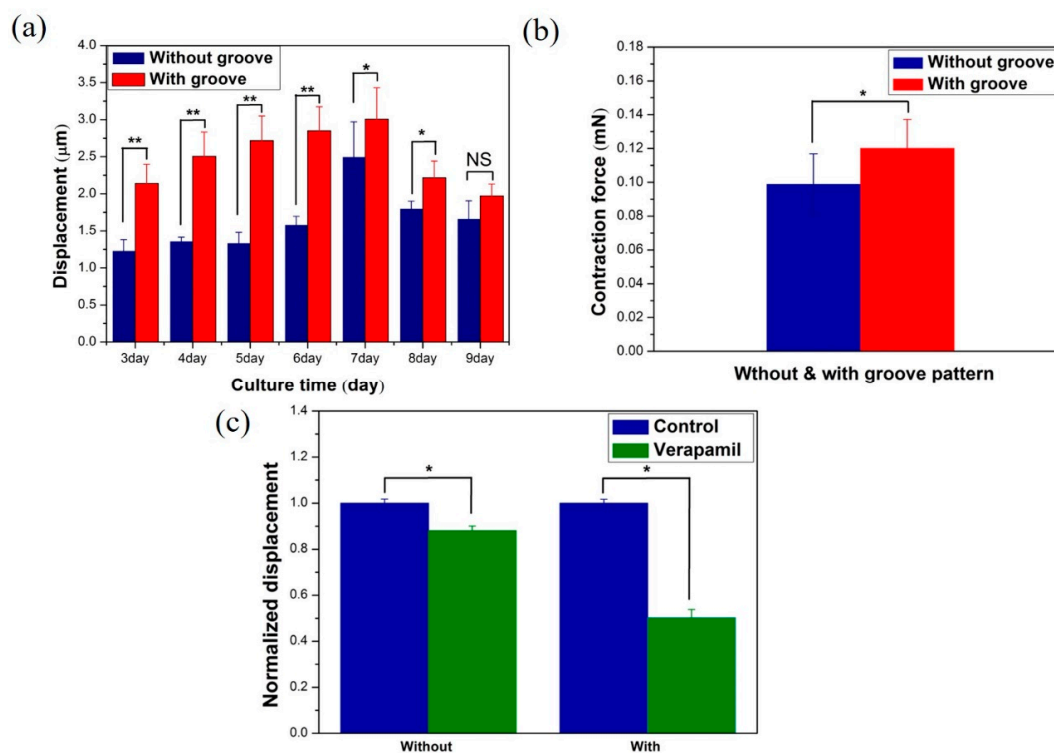 (a)
Without groove
With groove
Displacement (μm)
4.0
3.5
3.0
2.5
2.0
1.5
1.0
0.5
0.0
**
**
**
**
*
*
NS
3day 4day 5day 6day 7day 8day 9day
Culture time (day)
(b)
Without groove
With groove
Contraction force (mN)
0.18
0.16
0.14
0.12
0.10
0.08
0.06
0.04
0.02
0.00
*
Wthout & with groove pattern
(c)
Control
Verapamil
Normalized displacement
1.4
1.2
1.0
0.8
0.6
0.4
0.2
0.0
*
*
Without With